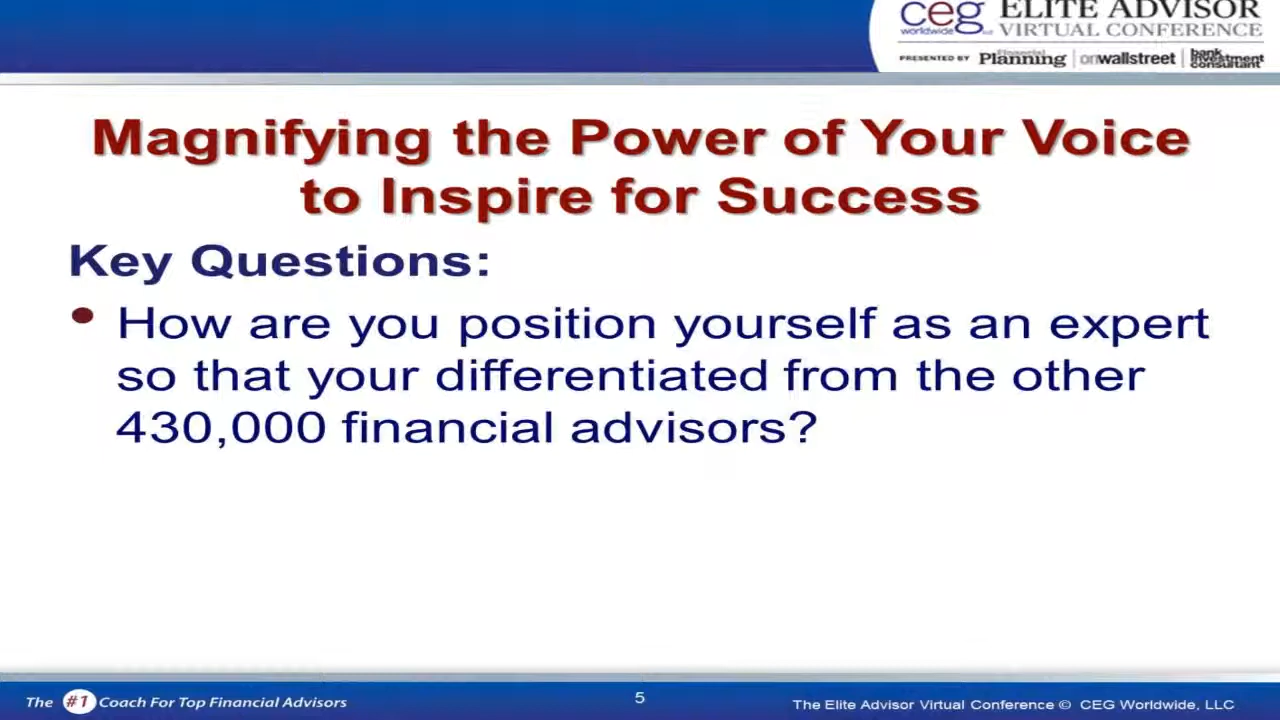 ceg ELITE ADVISOR
worldwide LLC VIRTUAL CONFERENCE
PRESENTED BY Financial Planning | onwallstreet | bank investment consultant
Magnifying the Power of Your Voice
to Inspire for Success
Key Questions:
• How are you position yourself as an expert
so that your differentiated from the other
430,000 financial advisors?
The #1 Coach For Top Financial Advisors
5
The Elite Advisor Virtual Conference © CEG Worldwide, LLC